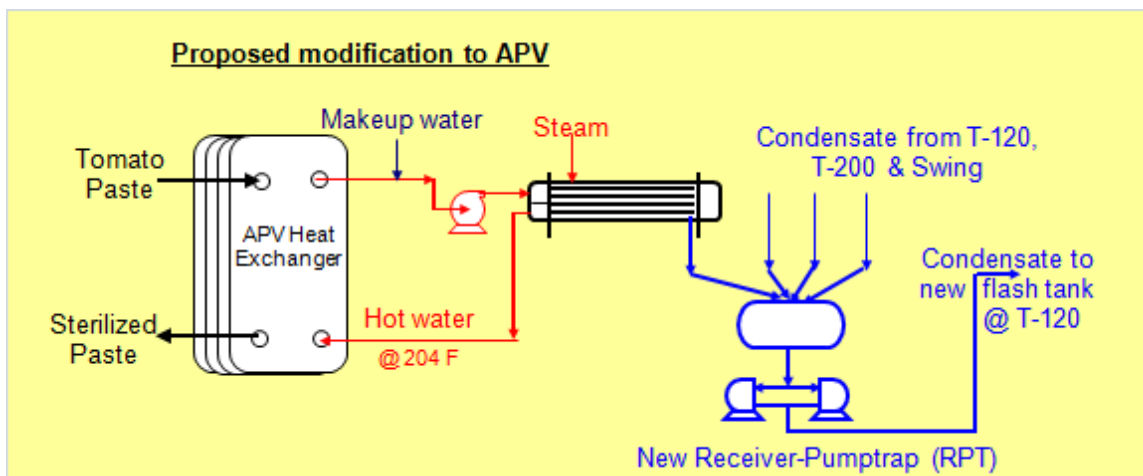 Proposed modification to APV
Makeup water
Steam
Condensate from T-120,
T-200 & Swing
Tomato
Paste
APV Heat
Exchanger
Condensate to
new flash tank
@ T-120
Sterilized
Paste
Hot water
@ 204 F
New Receiver-Pumptrap (RPT)